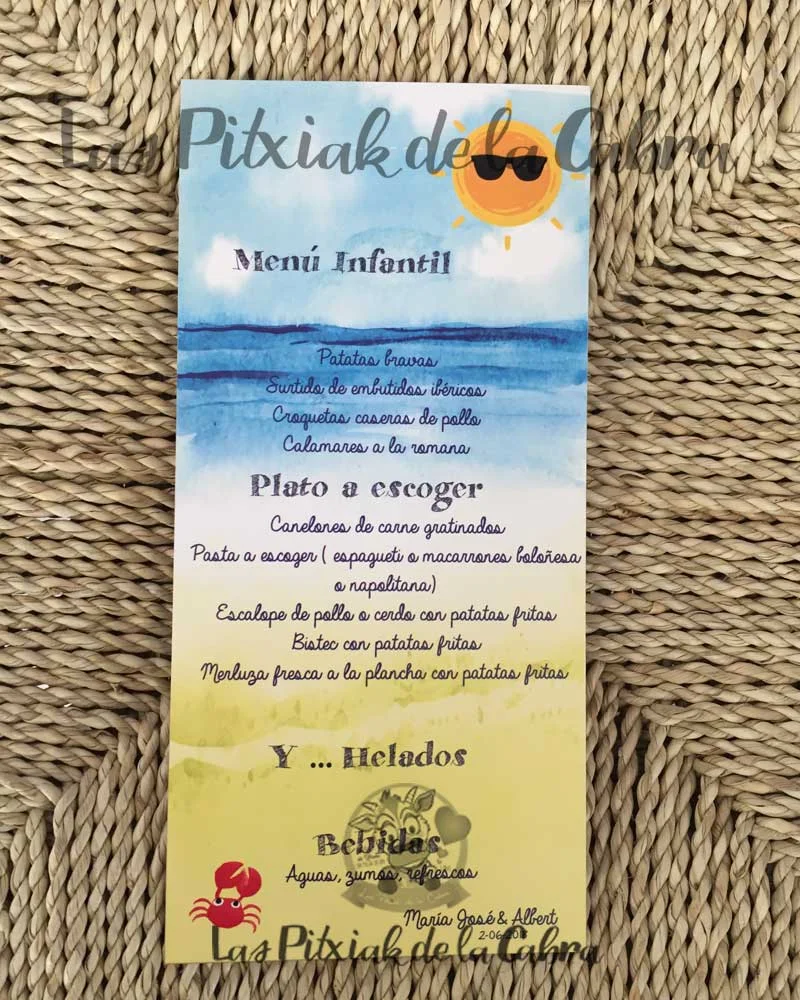 Las Pitxiak de la Cabra
Menú Infantil
Patatas bravas
Surtido de embutidos ibéricos
Croquetas caseras de pollo
Calamares a la romana
Plato a escoger
Canelones de carne gratinados
Pasta a escoger ( espagueti o macarrones boloñesa
o napolitana)
Escalope de pollo o cerdo con patatas fritas
Bistec con patatas fritas
Merluza fresca a la plancha con patatas fritas
Y ... Helados
Bebidas
Aguas, zumos, refrescos
María José & Albert
Las Pitxiak de la Cabra